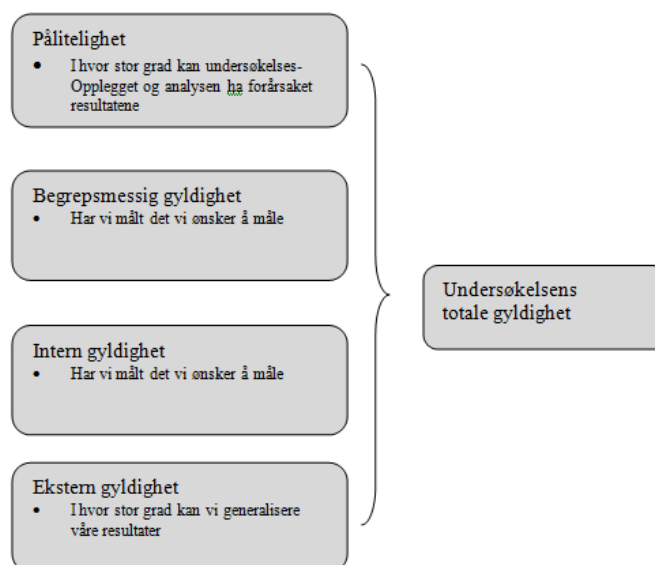 Pålitelighet
• I hvor stor grad kan undersøkelses-
Opplegget og analysen ha forårsaket
resultatene
Begrepsmessig gyldighet
• Har vi målt det vi ønsker å måle
Undersøkelsens
totale gyldighet
Intern gyldighet
• Har vi målt det vi ønsker å måle
Ekstern gyldighet
• I hvor stor grad kan vi generalisere
våre resultater